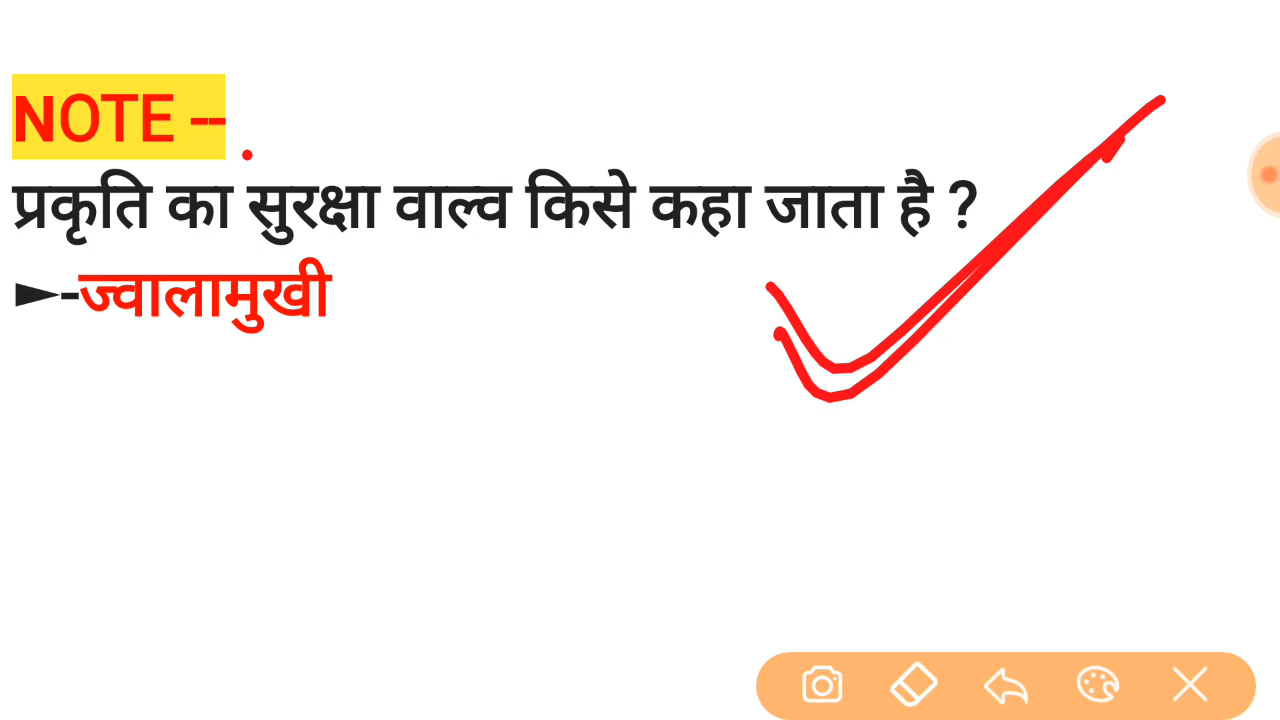 NOTE --
प्रकृति का सुरक्षा वाल्व किसे कहा जाता है ?
►-ज्वालामुखी